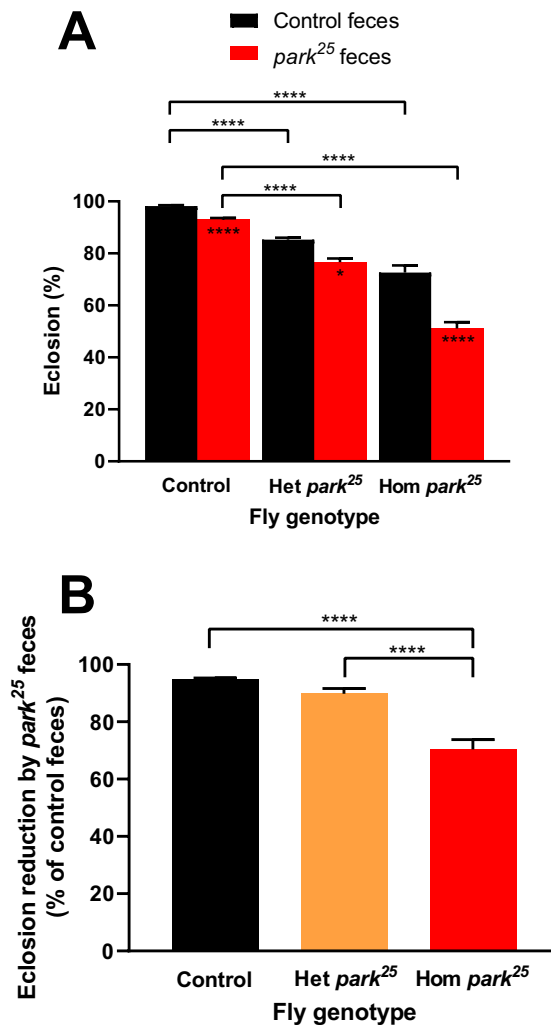 A
Control feces
park²⁵ feces
****
****
****
****
100
80
60
40
20
0
Eclosion (%)
****
*
****
Control Het park²⁵ Hom park²⁵
Fly genotype
B
****
****
100
80
60
40
20
0
Eclosion reduction by park²⁵ feces
(% of control feces)
Control Het park²⁵ Hom park²⁵
Fly genotype